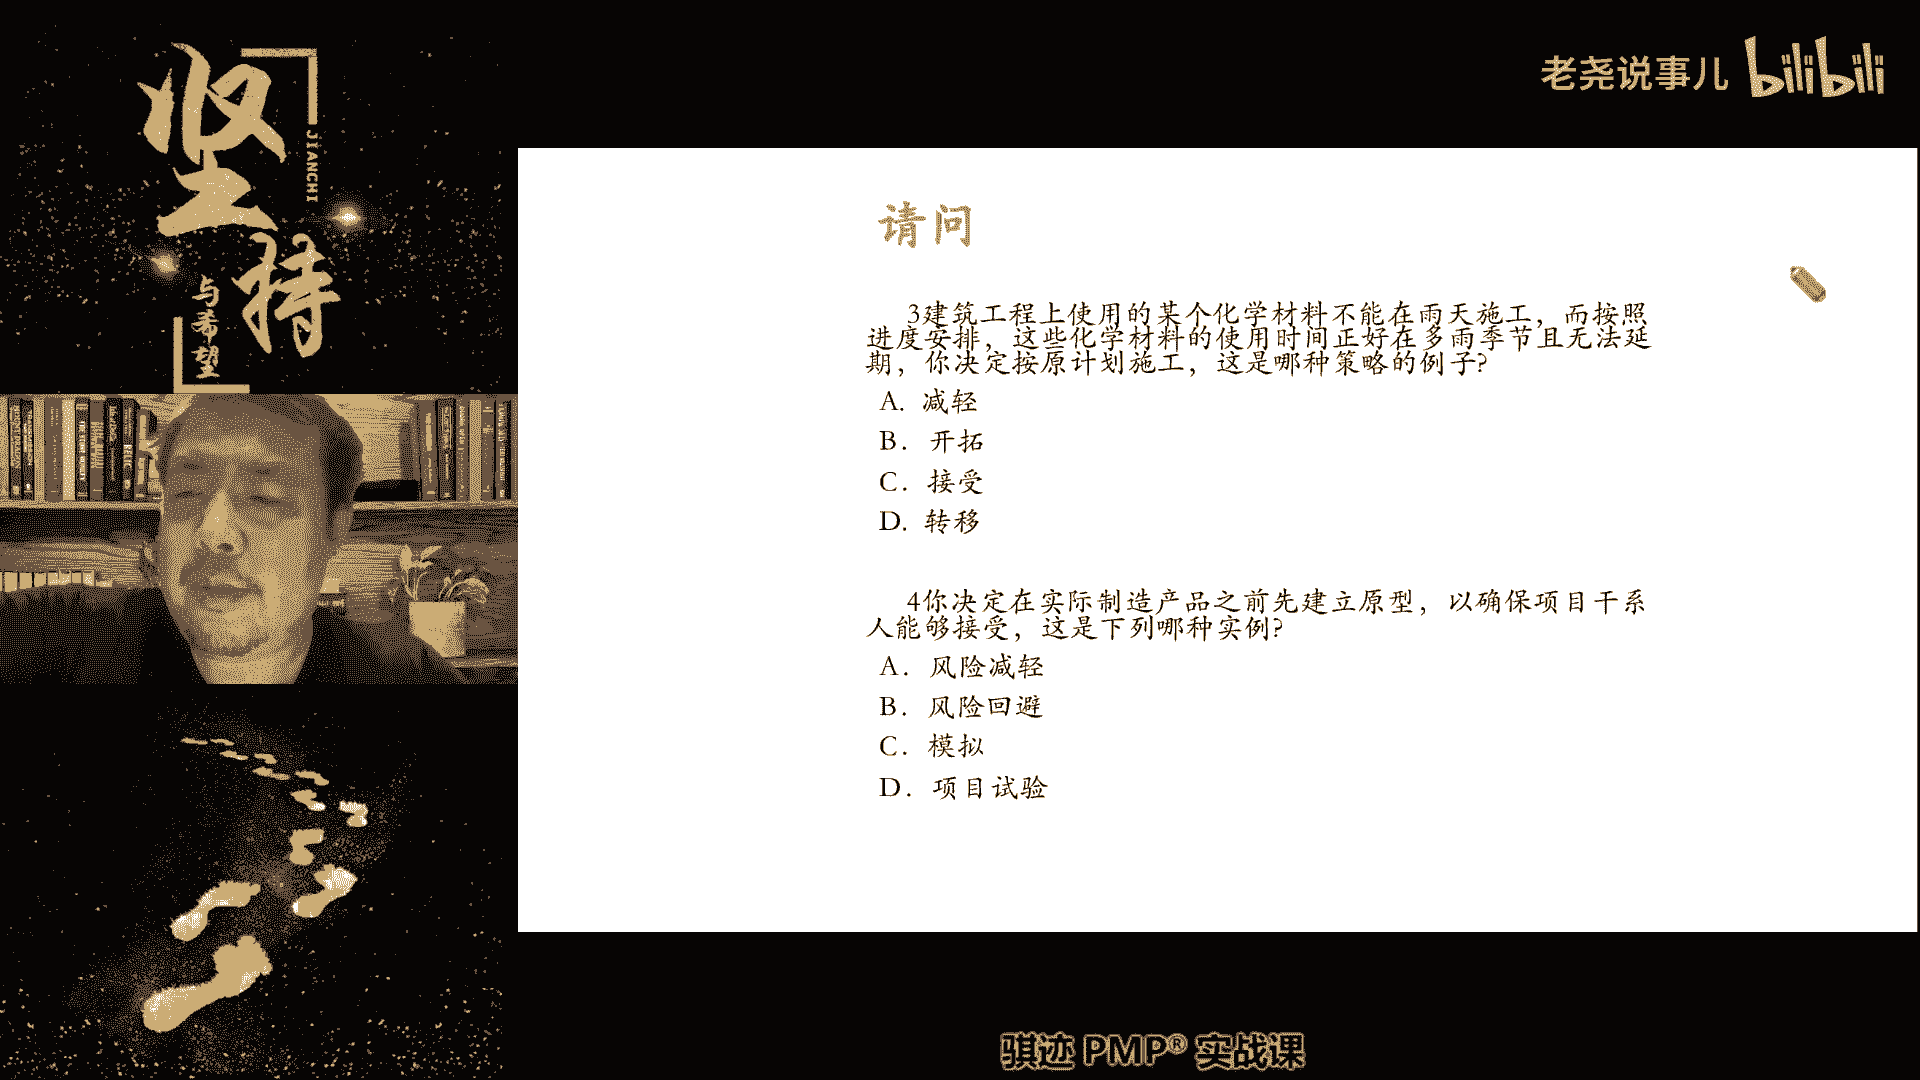 坚持
JIANCHI
与希望
老尧说事儿 bilibili
请问
3建筑工程上使用的某个化学材料不能在雨天施工，而按照
进度安排，这些化学材料的使用时间正好在多雨季节且无法延
期，你决定按原计划施工，这是哪种策略的例子?
A. 减轻
B. 开拓
C. 接受
D. 转移
4你决定在实际制造产品之前先建立原型，以确保项目干系
人能够接受，这是下列哪种实例?
A. 风险减轻
B. 风险回避
C. 模拟
D. 项目试验
骐迹 PMP® 实战课